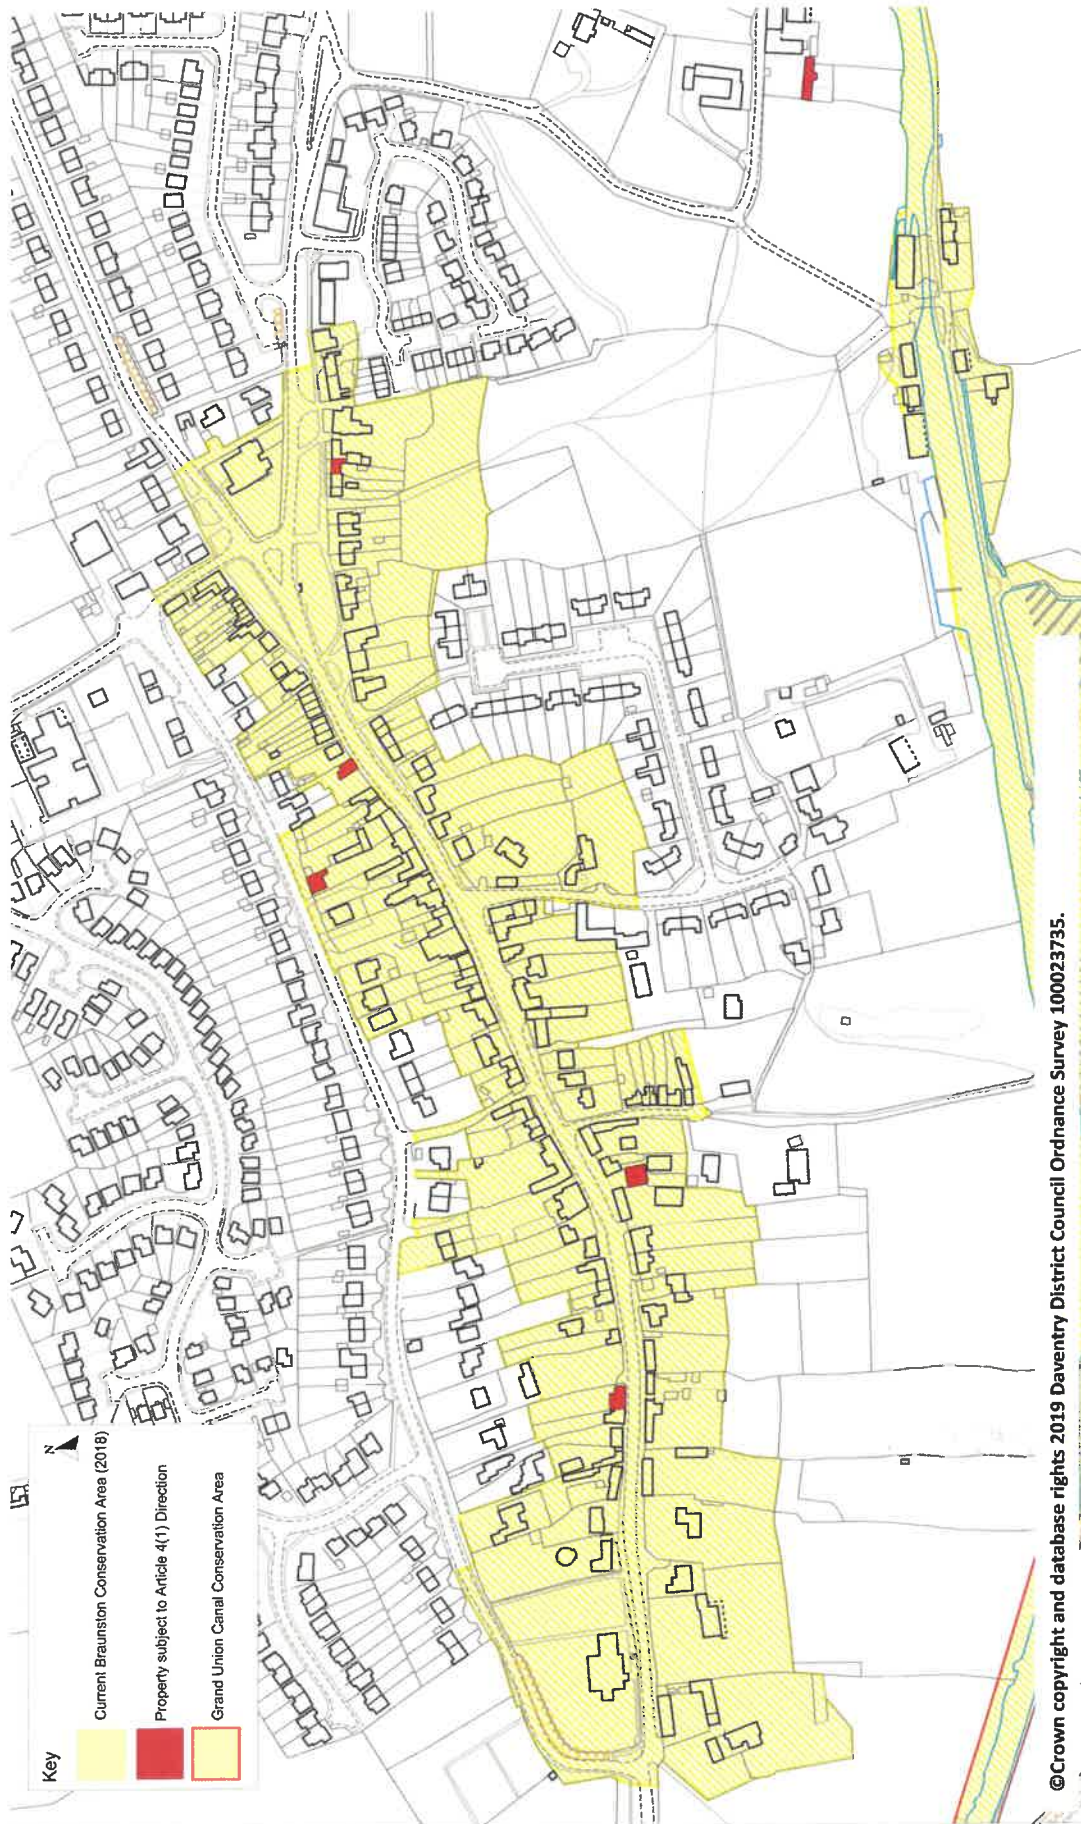 Key
N
Current Braunston Conservation Area (2018)
Property subject to Article 4(1) Direction
Grand Union Canal Conservation Area
©Crown copyright and database rights 2019 Daventry District Council Ordnance Survey 100023735.